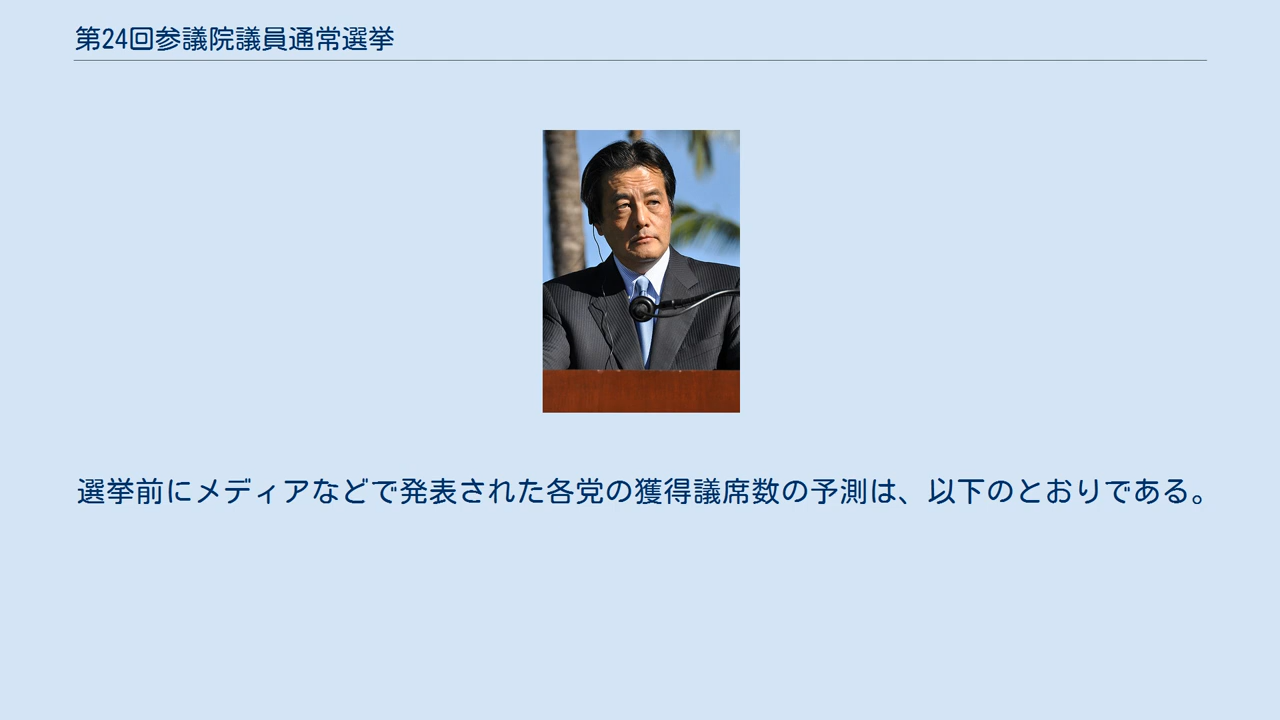 第24回参議院議員通常選挙
選挙前にメディアなどで発表された各党の獲得議席数の予測は、以下のとおりである。